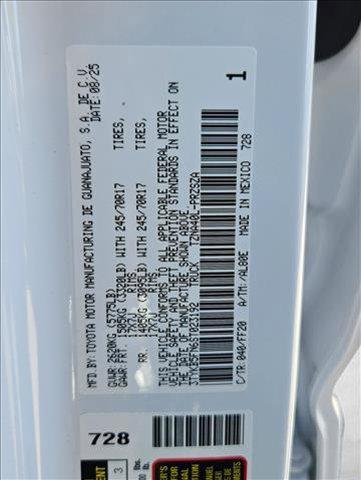 MFD. BY: TOYOTA MOTOR MANUFACTURING DE GUANAJUATO, S.A. DE C.V.
DATE: 08/25
GVWR: 2620KG (5775LB)
GAWR: FRT 1505KG (3320LB) WITH 245/70R17 TIRES,
17X7J RIMS
RR. 1405KG (3095LB) WITH 245/70R17 TIRES,
17X7J RIMS
THIS VEHICLE CONFORMS TO ALL APPLICABLE FEDERAL MOTOR
VEHICLE SAFETY AND THEFT PREVENTION STANDARDS IN EFFECT ON
THE DATE OF MANUFACTURE SHOWN ABOVE.
TRUCK
C/TR: 040/FF20 A/TM: /AL80E MADE IN MEXICO 728
1
728
3